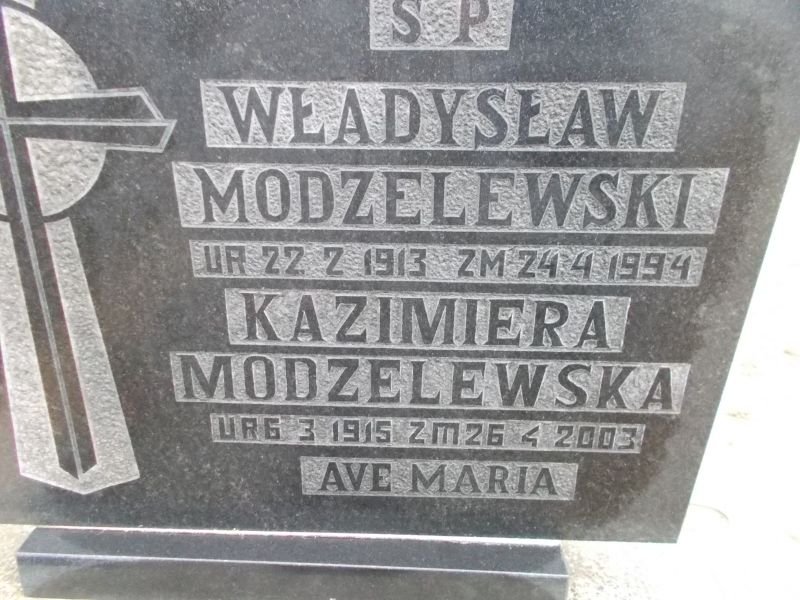 S P
WŁADYSŁAW
MODZELEWSKI
UR 22 2 1913 ZM 24 4 1994
KAZIMIERA
MODZELEWSKA
UR 6 3 1915 ZM 26 4 2003
AVE MARIA